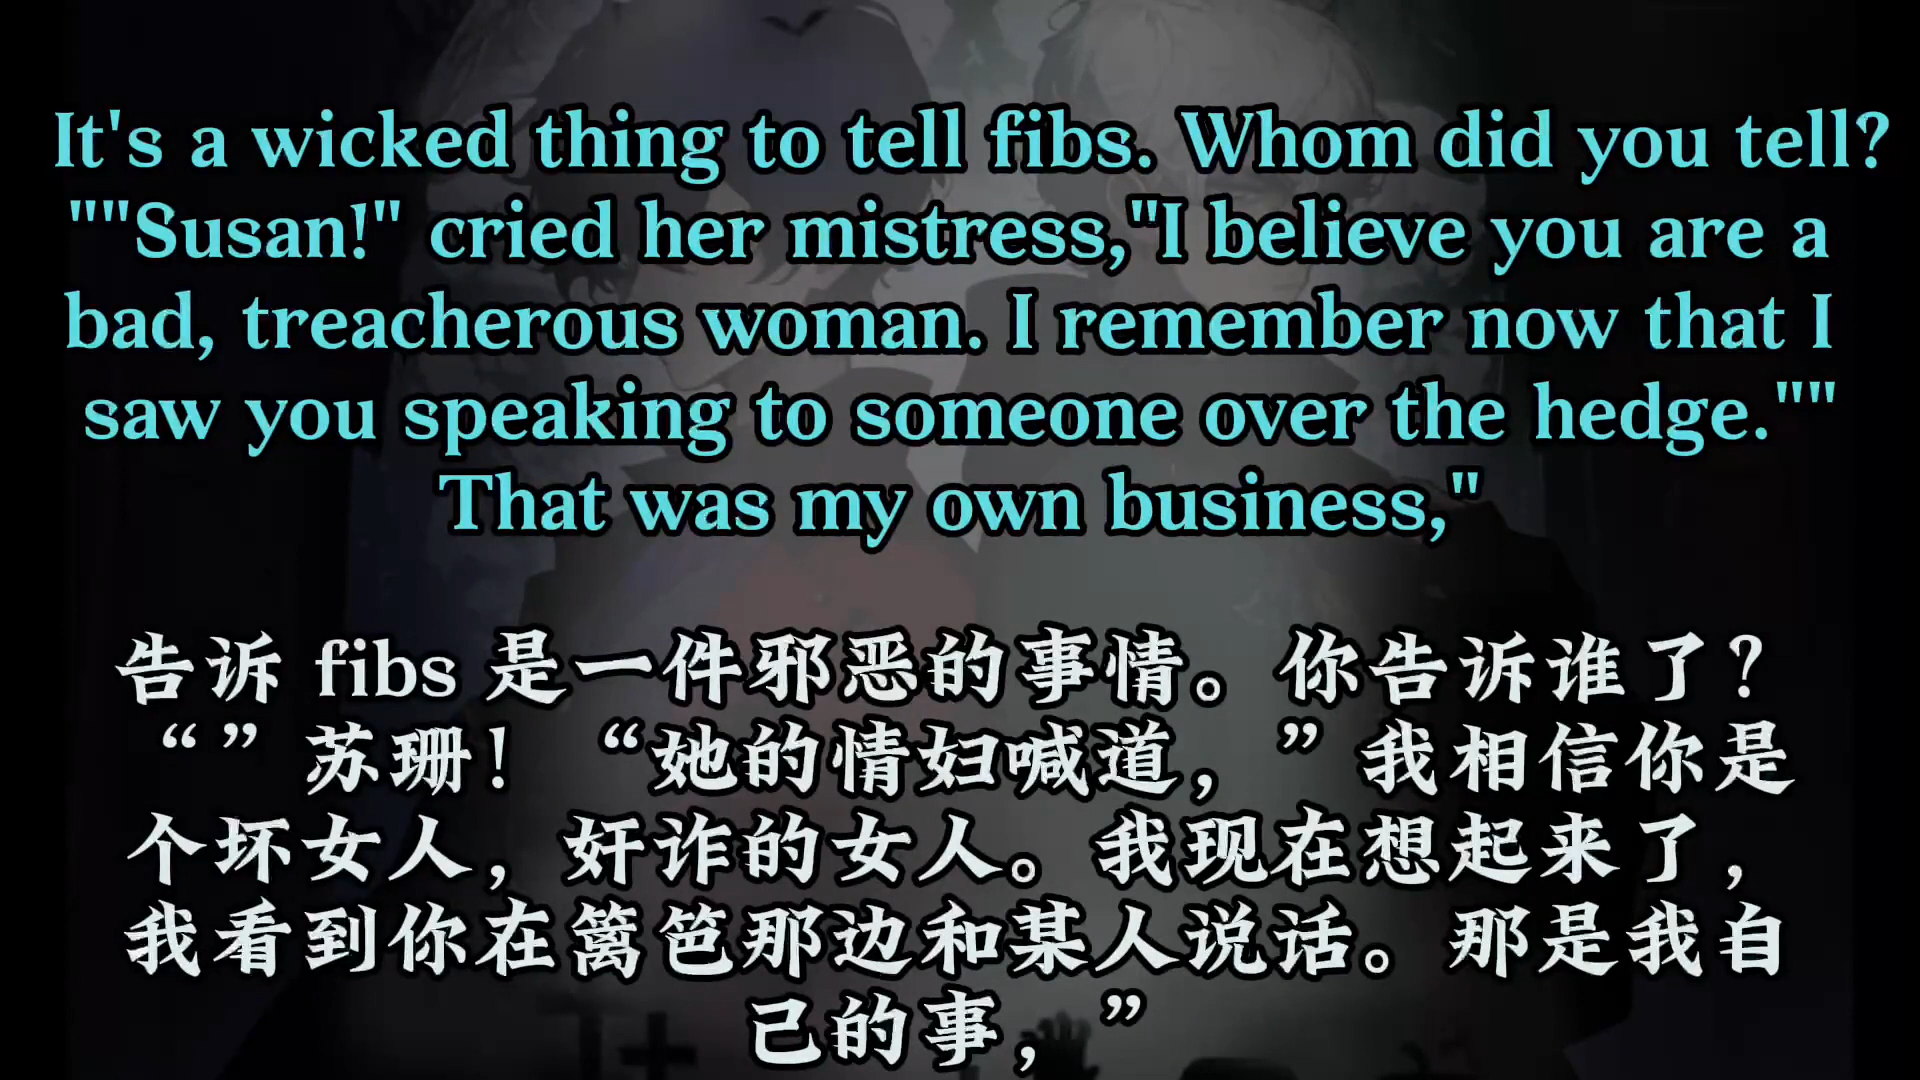 It's a wicked thing to tell fibs. Whom did you tell?
""Susan!" cried her mistress,"I believe you are a
bad, treacherous woman. I remember now that I
saw you speaking to someone over the hedge.""
That was my own business,"
告诉 fibs 是一件邪恶的事情。你告诉谁了？
“ ”苏珊！“她的情妇喊道，”我相信你是
个坏女人，奸诈的女人。我现在想起来了，
我看到你在篱笆那边和某人说话。那是我自
己的事，”